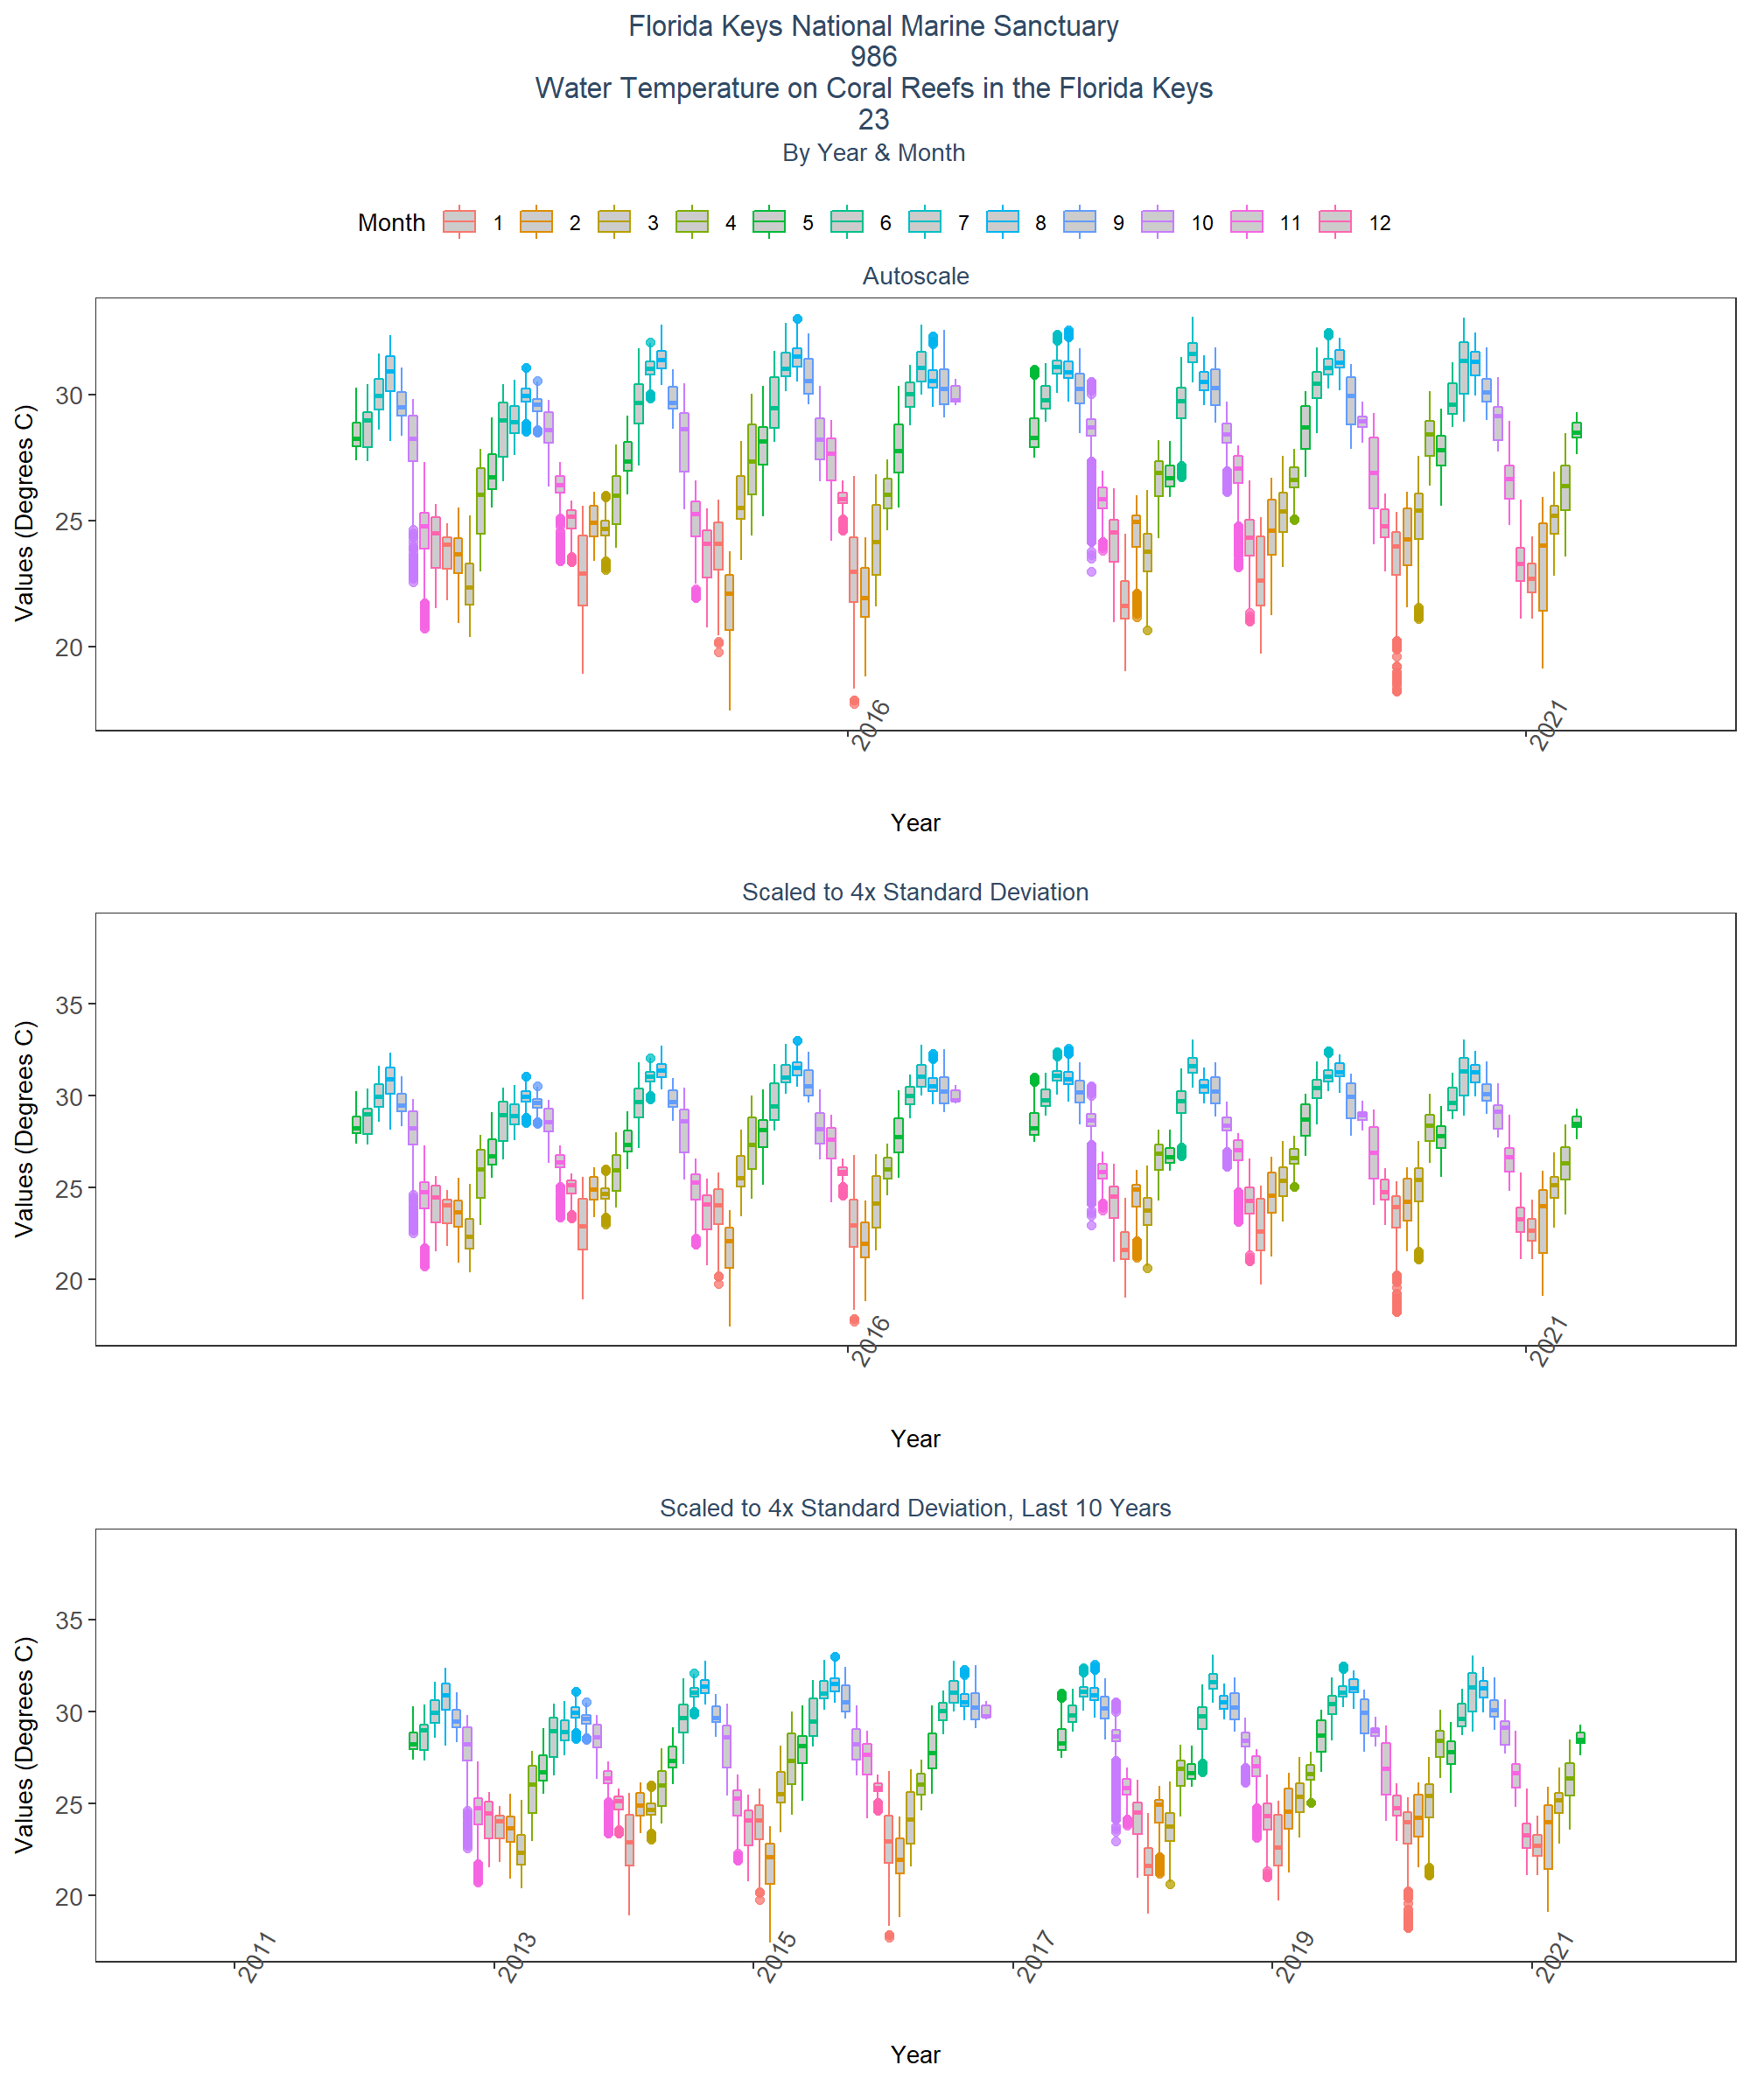 Florida Keys National Marine Sanctuary
986
Water Temperature on Coral Reefs in the Florida Keys
23
By Year & Month
Month 1 2 3 4 5 6 7 8 9 10 11 12
Autoscale
Values (Degrees C)
30
25
20
2016 2021
Year
Scaled to 4x Standard Deviation
Values (Degrees C)
35
30
25
20
2016 2021
Year
Scaled to 4x Standard Deviation, Last 10 Years
Values (Degrees C)
35
30
25
20
2011 2013 2015 2017 2019 2021
Year